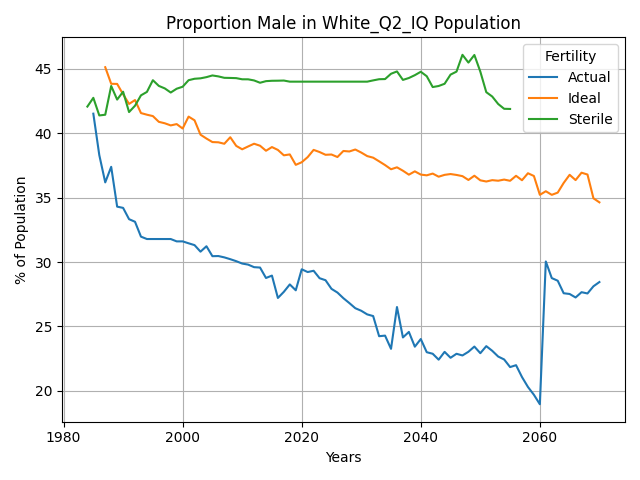 Proportion Male in White_Q2_IQ Population
Fertility
Actual
Ideal
Sterile
% of Population
45
40
35
30
25
20
1980
2000
2020
2040
2060
Years